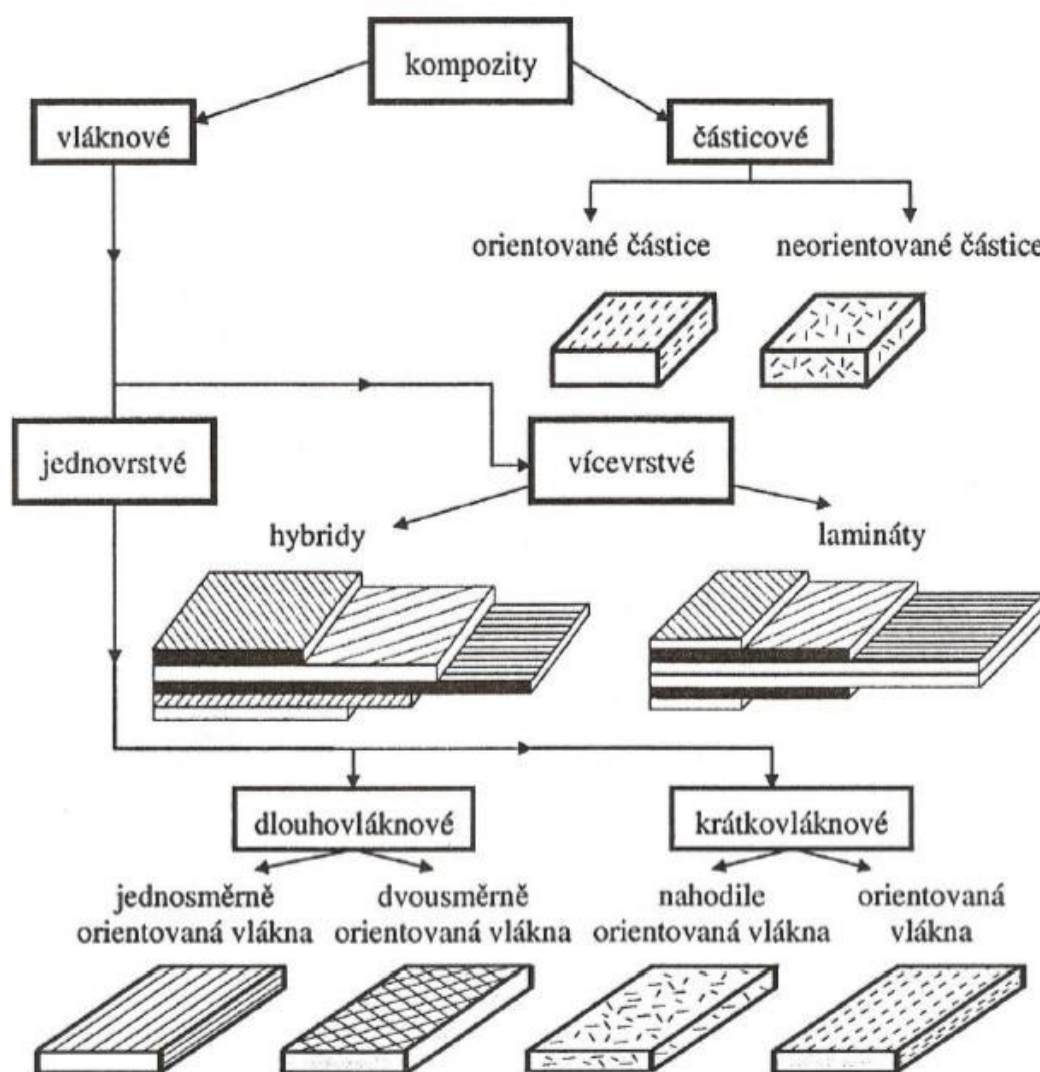 kompozity
vláknové
částicové
orientované částice
neorientované částice
jednovrstvé
vícevrstvé
hybridy
lamináty
dlouhovláknové
krátkovláknové
jednosměrně
orientovaná vlákna
dvousměrně
orientovaná vlákna
nahodile
orientovaná vlákna
orientovaná
vlákna